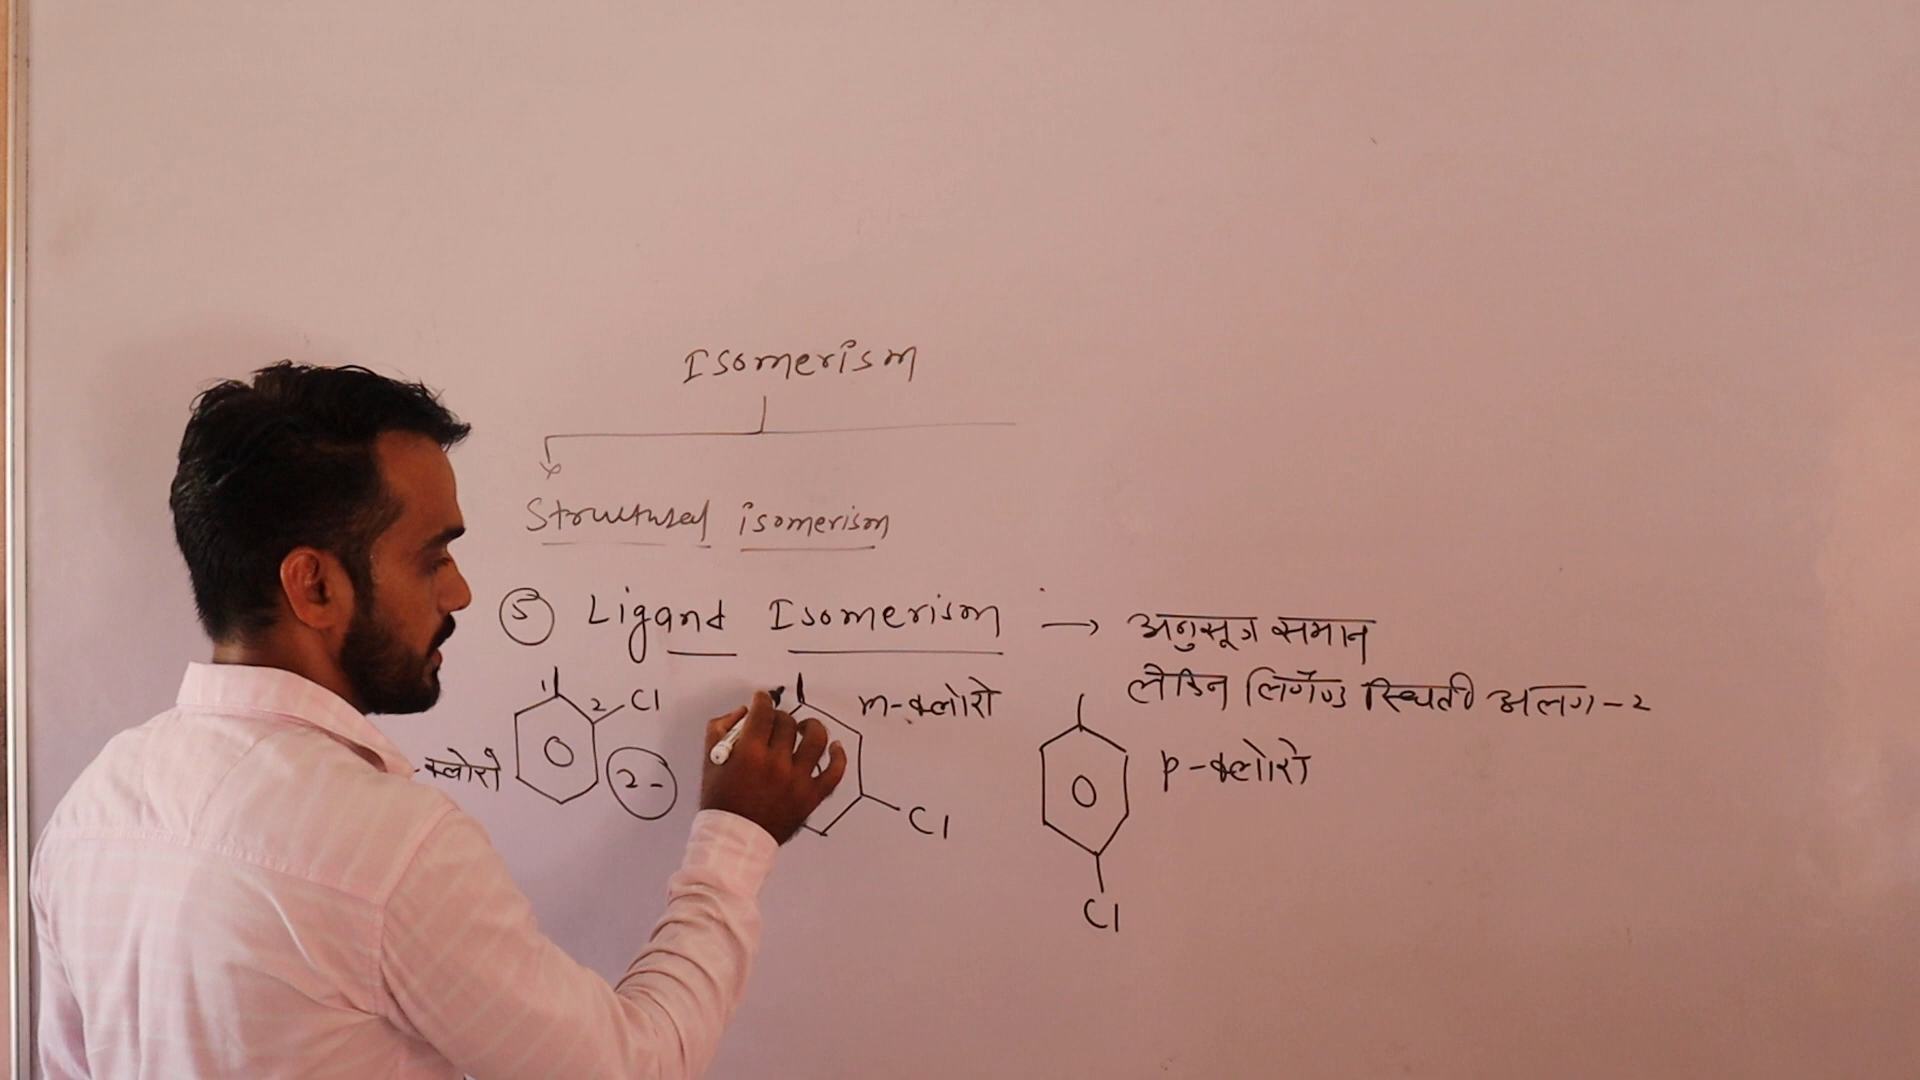 Isomerism
Structural isomerism
5 Ligand Isomerism → अणुसूत्र समान
लेकिन लिगेण्ड स्थिती अलग-2
1
2 Cl
-क्लोरो
2-
m-क्लोरो
Cl
p-क्लोरो
Cl